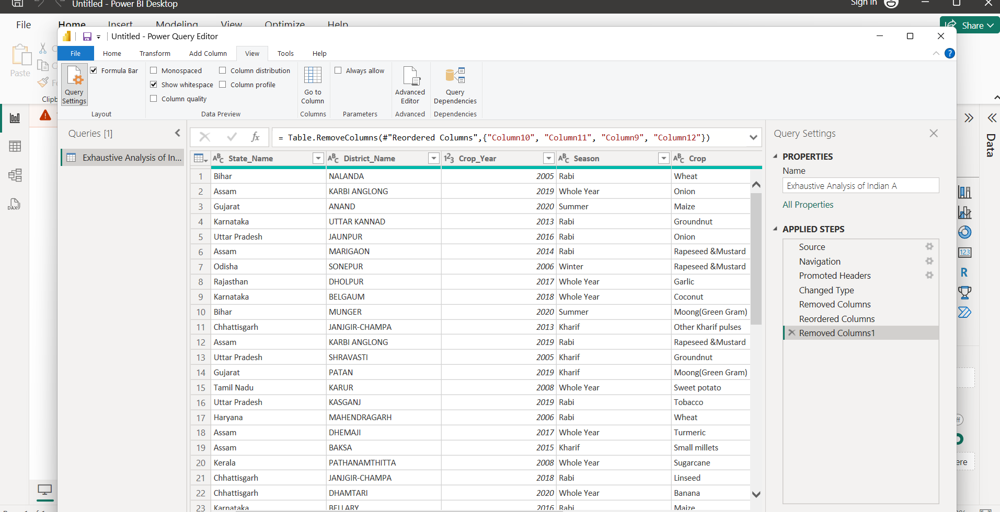 Untitled - Power BI Desktop
Sign in
File Home Insert Modeling View Optimize Help
Share
Paste
Untitled - Power Query Editor
File Home Transform Add Column View Tools Help
Query Settings
Formula Bar
Layout
Monospaced
Show whitespace
Column quality
Column distribution
Column profile
Data Preview
Go to Column
Columns
Always allow
Parameters
Advanced Editor
Advanced
Query Dependencies
Dependencies
Queries [1]
Exhaustive Analysis of In...
fx
= Table.RemoveColumns(#"Reordered Columns",{"Column10", "Column11", "Column9", "Column12"})
ABC State_Name ABC District_Name 123 Crop_Year ABC Season ABC Crop
1 Bihar NALANDA 2005 Rabi Wheat
2 Assam KARBI ANGLONG 2019 Whole Year Onion
3 Gujarat ANAND 2020 Summer Maize
4 Karnataka UTTAR KANNAD 2013 Rabi Groundnut
5 Uttar Pradesh JAUNPUR 2016 Rabi Onion
6 Assam MARIGAON 2014 Rabi Rapeseed &Mustard
7 Odisha SONEPUR 2006 Winter Rapeseed &Mustard
8 Rajasthan DHOLPUR 2017 Whole Year Garlic
9 Karnataka BELGAUM 2018 Whole Year Coconut
10 Bihar MUNGER 2020 Summer Moong(Green Gram)
11 Chhattisgarh JANJGIR-CHAMPA 2013 Kharif Other Kharif pulses
12 Assam KARBI ANGLONG 2019 Rabi Rapeseed &Mustard
13 Uttar Pradesh SHRAVASTI 2005 Kharif Groundnut
14 Gujarat PATAN 2019 Kharif Moong(Green Gram)
15 Tamil Nadu KARUR 2008 Whole Year Sweet potato
16 Uttar Pradesh KASGANJ 2019 Rabi Tobacco
17 Haryana MAHENDRAGARH 2006 Rabi Wheat
18 Assam DHEMAJI 2017 Whole Year Turmeric
19 Assam BAKSA 2015 Kharif Small millets
20 Kerala PATHANAMTHITTA 2008 Whole Year Sugarcane
21 Chhattisgarh JANJGIR-CHAMPA 2018 Rabi Linseed
22 Chhattisgarh DHAMTARI 2020 Whole Year Banana
23 Karnataka BELLARY 2016 Rabi Maize
Query Settings
PROPERTIES
Name
Exhaustive Analysis of Indian A
All Properties
APPLIED STEPS
Source
Navigation
Promoted Headers
Changed Type
Removed Columns
Reordered Columns
Removed Columns1
Data
DAX
123
R